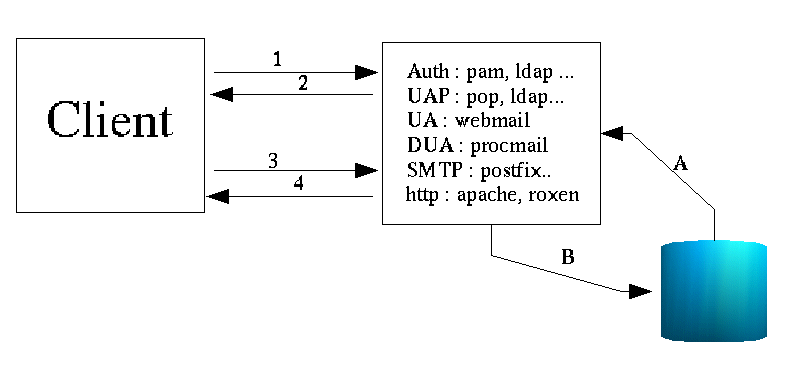 Client
1
2
3
4
Auth : pam, ldap ...
UAP : pop, ldap...
UA : webmail
DUA : procmail
SMTP : postfix..
http : apache, roxen
A
B